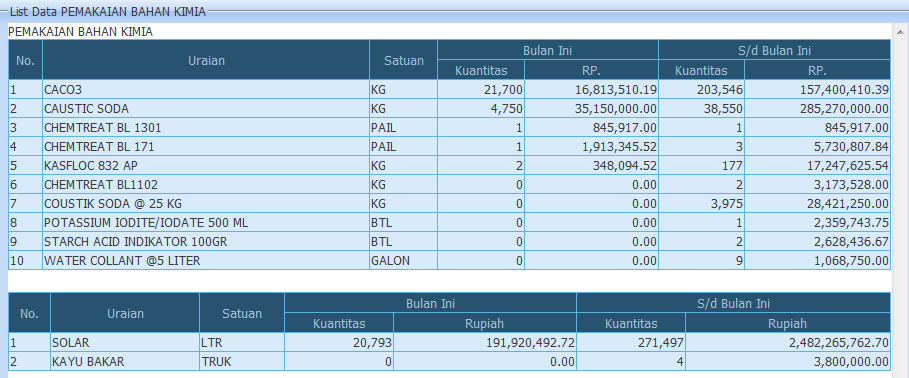 List Data PEMAKAIAN BAHAN KIMIA
PEMAKAIAN BAHAN KIMIA
No. Uraian Satuan Bulan Ini S/d Bulan Ini
Kuantitas RP. Kuantitas RP.
1 CACO3 KG 21,700 16,813,510.19 203,546 157,400,410.39
2 CAUSTIC SODA KG 4,750 35,150,000.00 38,550 285,270,000.00
3 CHEMTREAT BL 1301 PAIL 1 845,917.00 1 845,917.00
4 CHEMTREAT BL 171 PAIL 1 1,913,345.52 3 5,730,807.84
5 KASFLOC 832 AP KG 2 348,094.52 177 17,247,625.54
6 CHEMTREAT BL1102 KG 0 0.00 2 3,173,528.00
7 COUSTIK SODA @ 25 KG KG 0 0.00 3,975 28,421,250.00
8 POTASSIUM IODITE/IODATE 500 ML BTL 0 0.00 1 2,359,743.75
9 STARCH ACID INDIKATOR 100GR BTL 0 0.00 2 2,628,436.67
10 WATER COLLANT @5 LITER GALON 0 0.00 9 1,068,750.00
No. Uraian Satuan Bulan Ini S/d Bulan Ini
Kuantitas Rupiah Kuantitas Rupiah
1 SOLAR LTR 20,793 191,920,492.72 271,497 2,482,265,762.70
2 KAYU BAKAR TRUK 0 0.00 4 3,800,000.00